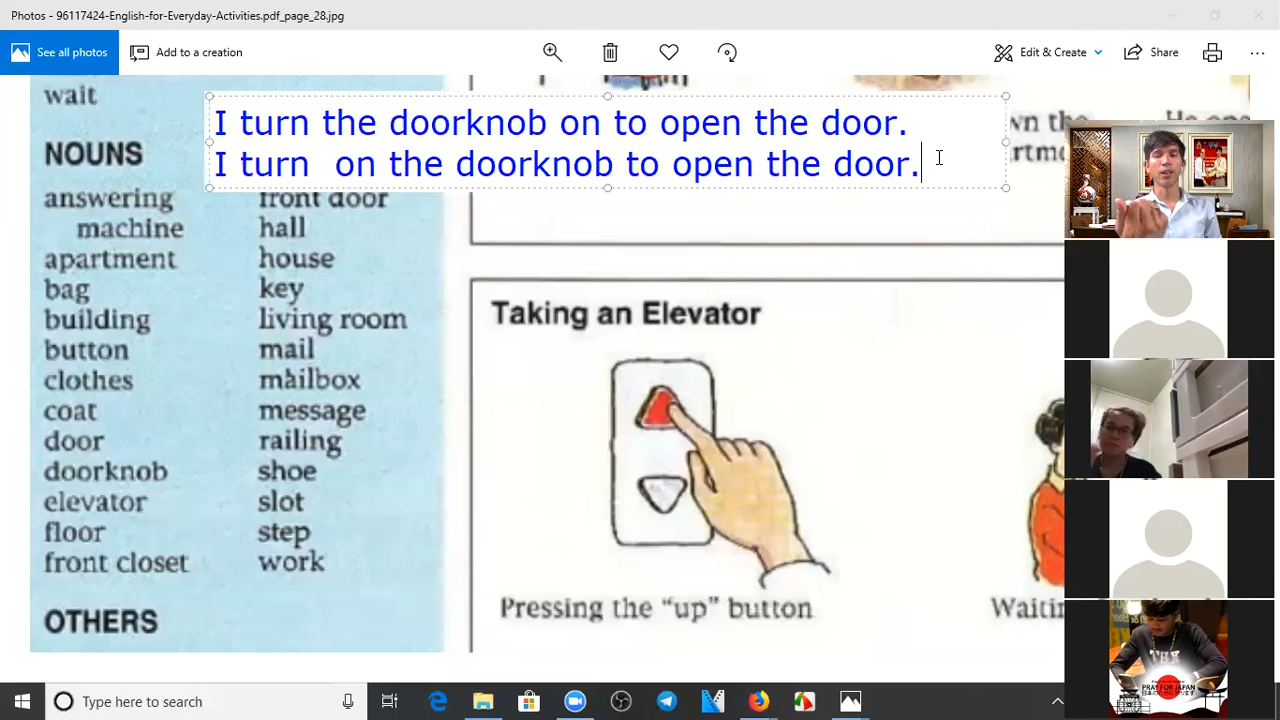 Photos - 96117424-English-for-Everyday-Activities.pdf_page_28.jpg
See all photos
Add to a creation
Edit & Create
Share
wait
I turn the doorknob on to open the door.
I turn on the doorknob to open the door.
the
NOUNS
answering
machine
apartment
bag
building
button
clothes
coat
door
doorknob
elevator
floor
front closet
front door
hall
house
key
living room
mail
mailbox
message
railing
shoe
slot
step
work
OTHERS
Taking an Elevator
Pressing the "up" button
PRAY FOR JAPAN
Type here to search